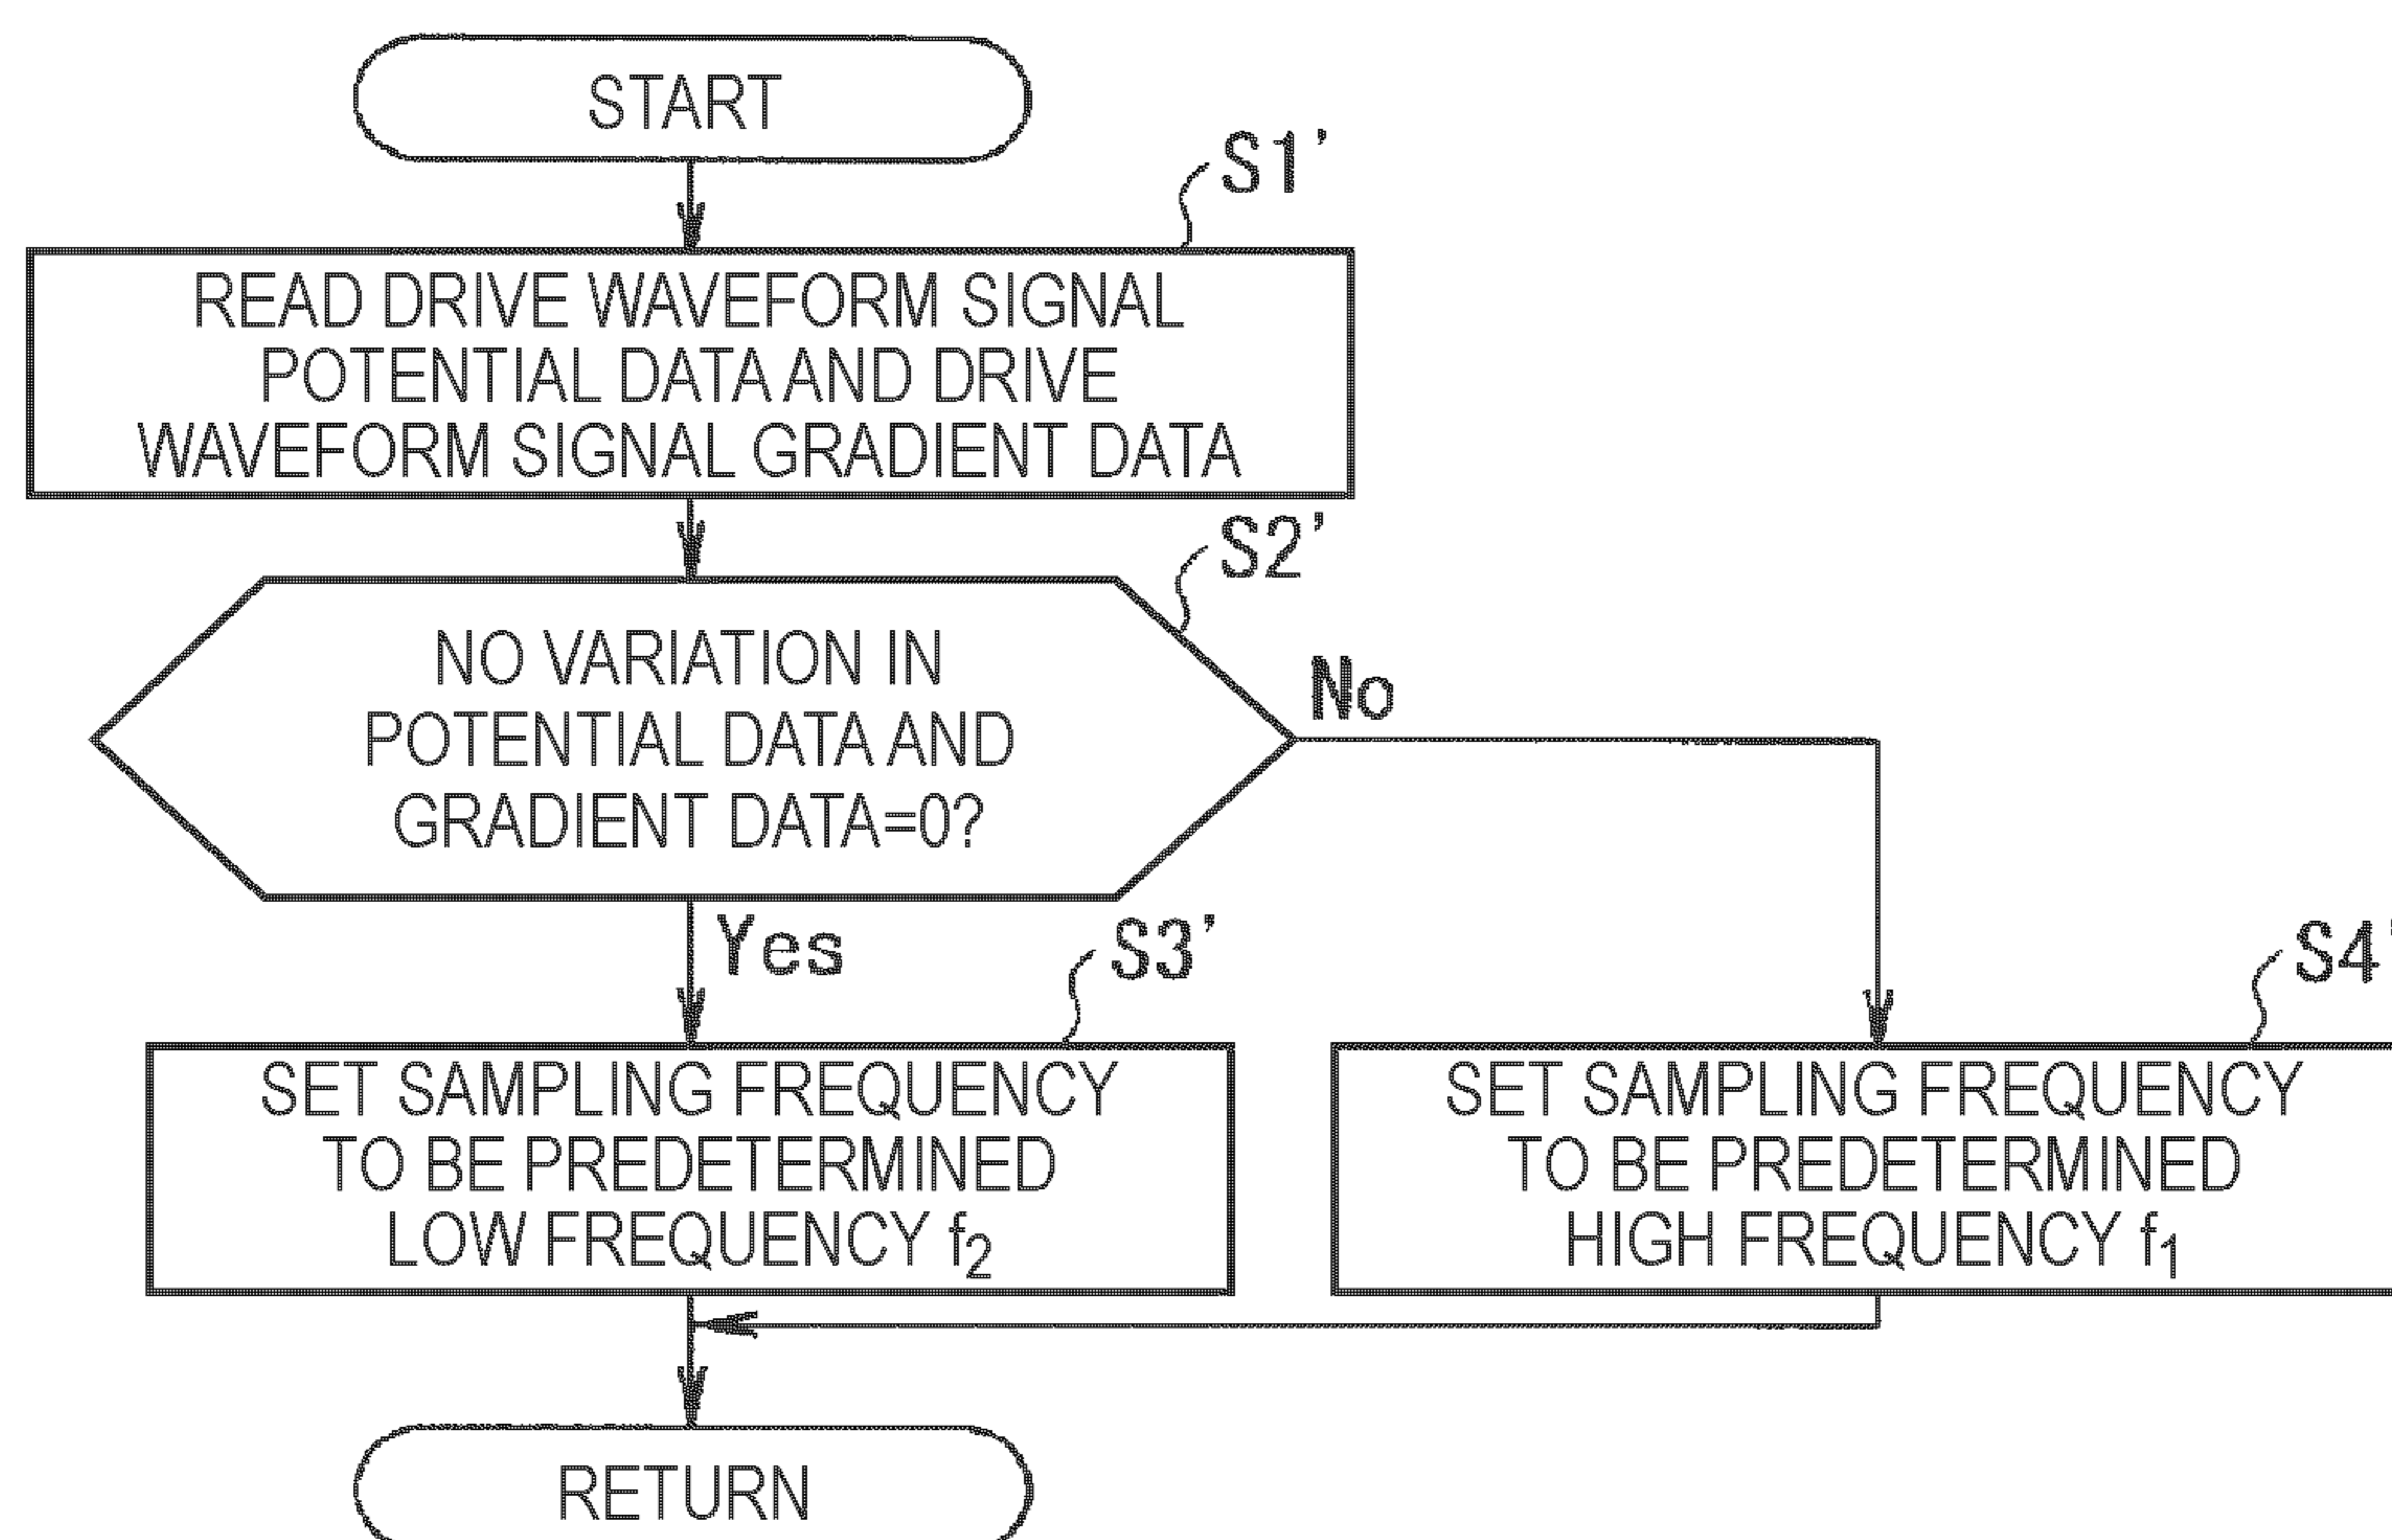 START
S1'
READ DRIVE WAVEFORM SIGNAL
POTENTIAL DATA AND DRIVE
WAVEFORM SIGNAL GRADIENT DATA
S2'
NO VARIATION IN
POTENTIAL DATA AND
GRADIENT DATA=0?
No
Yes
S3'
S4'
SET SAMPLING FREQUENCY
TO BE PREDETERMINED
LOW FREQUENCY f₂
SET SAMPLING FREQUENCY
TO BE PREDETERMINED
HIGH FREQUENCY f₁
RETURN